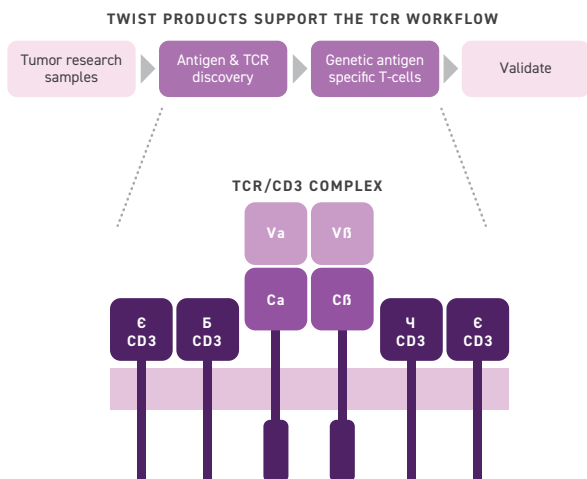 TWIST PRODUCTS SUPPORT THE TCR WORKFLOW
Tumor research
samples
Antigen & TCR
discovery
Genetic antigen
specific T-cells
Validate
TCR/CD3 COMPLEX
Va
Vß
Ca
Cß
Є
CD3
Б
CD3
Ч
CD3
Є
CD3